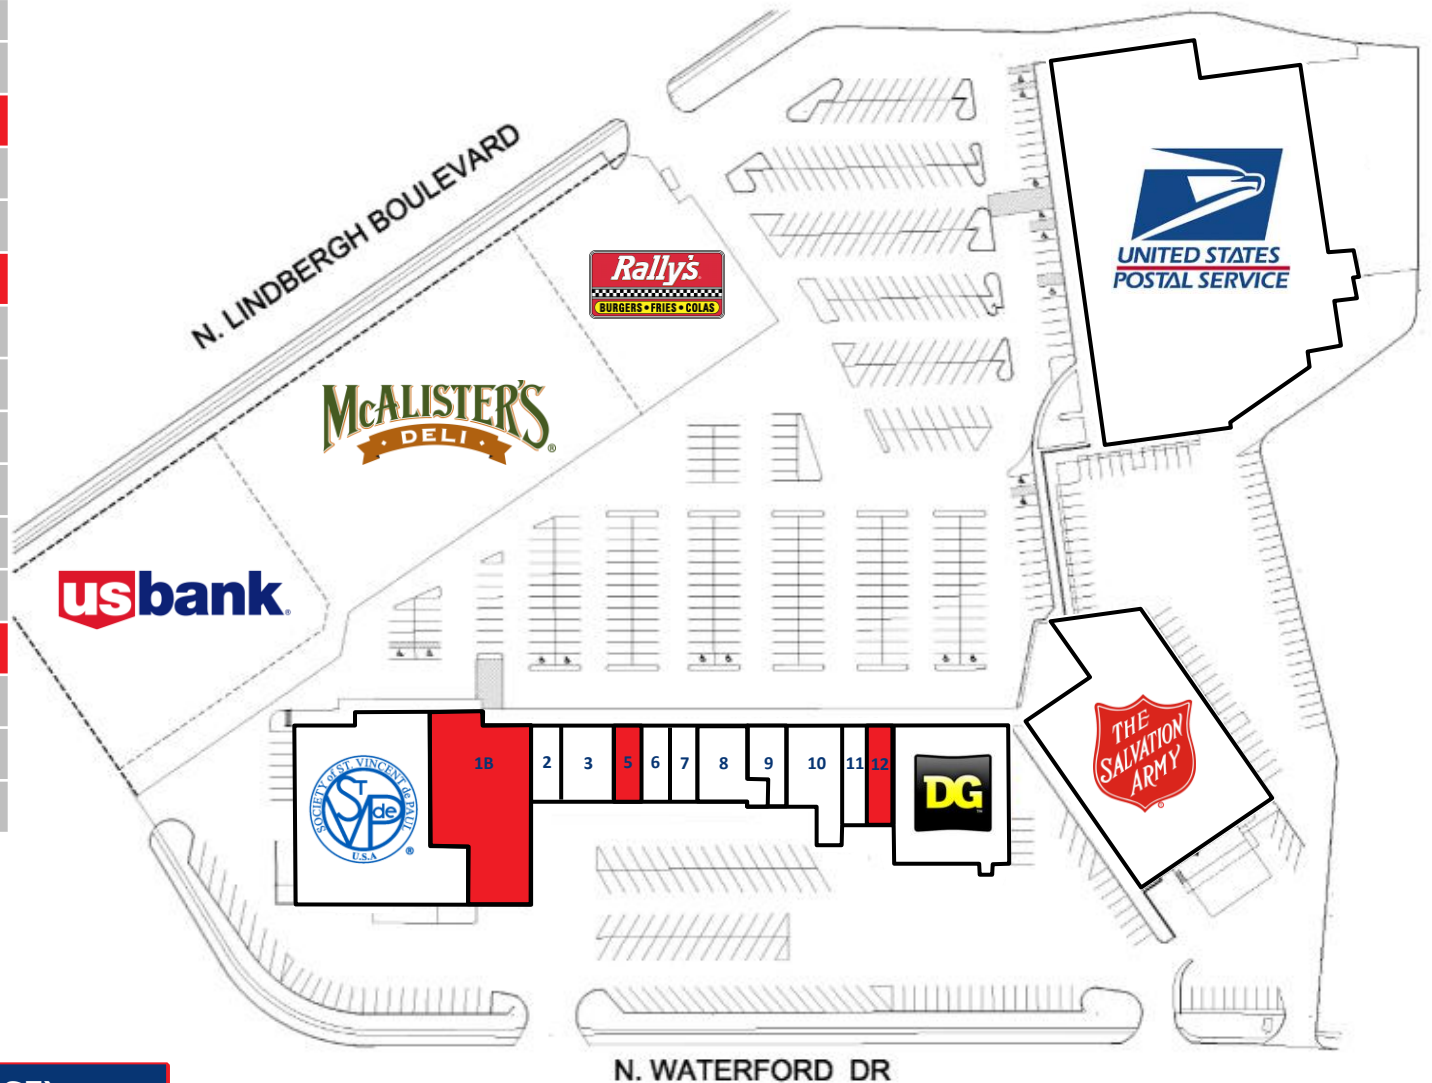 N. LINDBERGH BOULEVARD
UNITED STATES
POSTAL SERVICE
Rally's
BURGERS • FRIES • COLAS
McALISTER'S
DELI
®
usbank
®
1B 2 3 5 6 7 8 9 10 11 12
SOCIETY of ST. VINCENT de PAUL
STVdeP
U.S.A
®
DG
THE
SALVATION
ARMY
®
N. WATERFORD DR